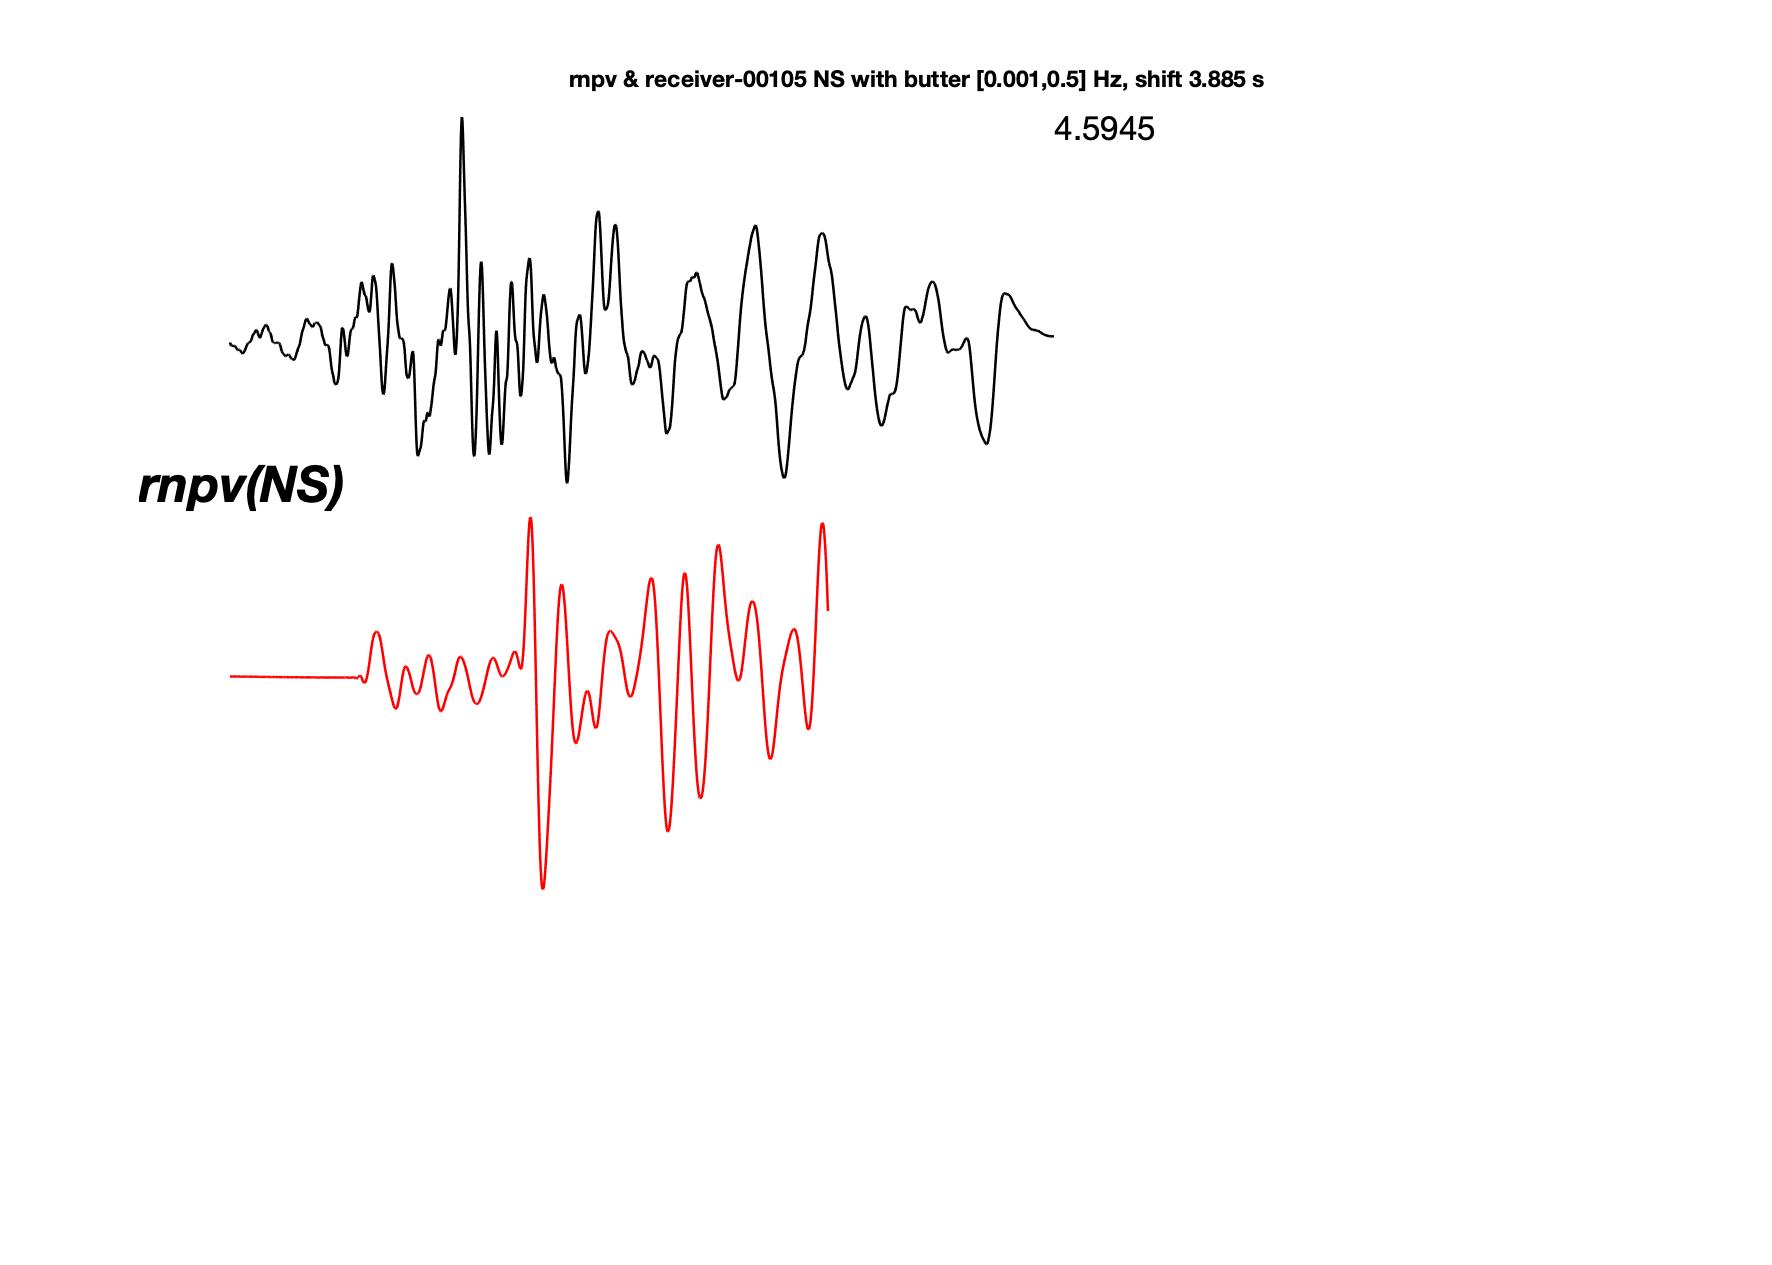 rnpv & receiver-00105 NS with butter [0.001,0.5] Hz, shift 3.885 s
4.5945
rnpv(NS)